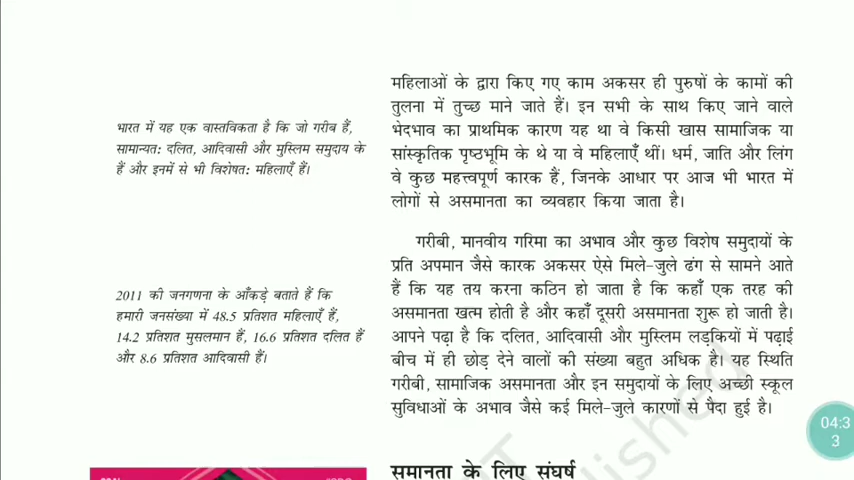 महिलाओं के द्वारा किए गए काम अकसर ही पुरुषों के कामों की
तुलना में तुच्छ माने जाते हैं। इन सभी के साथ किए जाने वाले
भेदभाव का प्राथमिक कारण यह था वे किसी खास सामाजिक या
सांस्कृतिक पृष्ठभूमि के थे या वे महिलाएँ थीं। धर्म, जाति और लिंग
वे कुछ महत्त्वपूर्ण कारक हैं, जिनके आधार पर आज भी भारत में
लोगों से असमानता का व्यवहार किया जाता है।
भारत में यह एक वास्तविकता है कि जो गरीब हैं,
सामान्यत: दलित, आदिवासी और मुस्लिम समुदाय के
हैं और इनमें से भी विशेषत: महिलाएँ हैं।
गरीबी, मानवीय गरिमा का अभाव और कुछ विशेष समुदायों के
प्रति अपमान जैसे कारक अकसर ऐसे मिले-जुले ढंग से सामने आते
हैं कि यह तय करना कठिन हो जाता है कि कहाँ एक तरह की
असमानता खत्म होती है और कहाँ दूसरी असमानता शुरू हो जाती है।
आपने पढ़ा है कि दलित, आदिवासी और मुस्लिम लड़कियों में पढ़ाई
बीच में ही छोड़ देने वालों की संख्या बहुत अधिक है। यह स्थिति
गरीबी, सामाजिक असमानता और इन समुदायों के लिए अच्छी स्कूल
सुविधाओं के अभाव जैसे कई मिले-जुले कारणों से पैदा हुई है।
2011 की जनगणना के आँकड़े बताते हैं कि
हमारी जनसंख्या में 48.5 प्रतिशत महिलाएँ हैं,
14.2 प्रतिशत मुसलमान हैं, 16.6 प्रतिशत दलित हैं
और 8.6 प्रतिशत आदिवासी हैं।
04:3
3
समानता के लिए संघर्ष